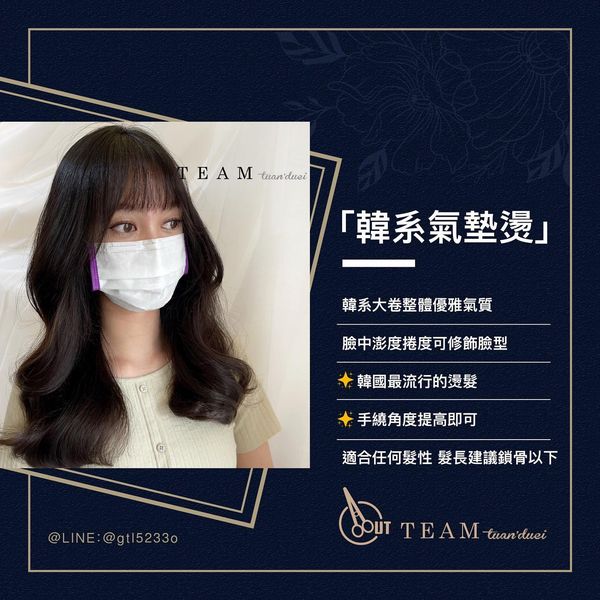 TEAM tuan'duei
「韓系氣墊燙」
韓系大卷整體優雅氣質
臉中澎度捲度可修飾臉型
✨韓國最流行的燙髮
✨手繞角度提高即可
適合任何髮性 髮長建議鎖骨以下
OUT TEAM tuan'duei
@LINE:@gtl5233o